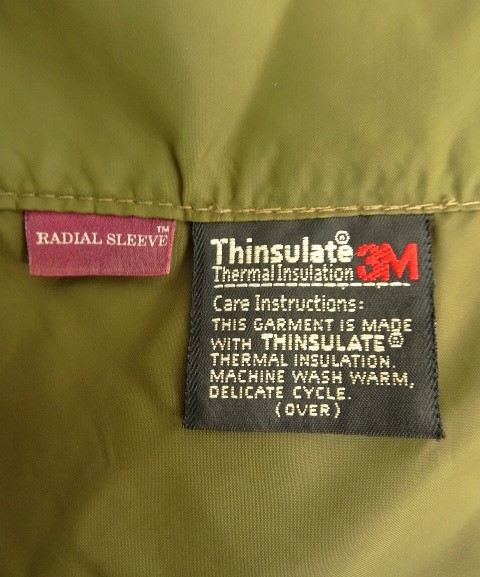 RADIAL SLEEVE™
Thinsulate® 3M
Thermal Insulation
Care Instructions:
THIS GARMENT IS MADE
WITH THINSULATE®
THERMAL INSULATION.
MACHINE WASH WARM,
DELICATE CYCLE.
(OVER)